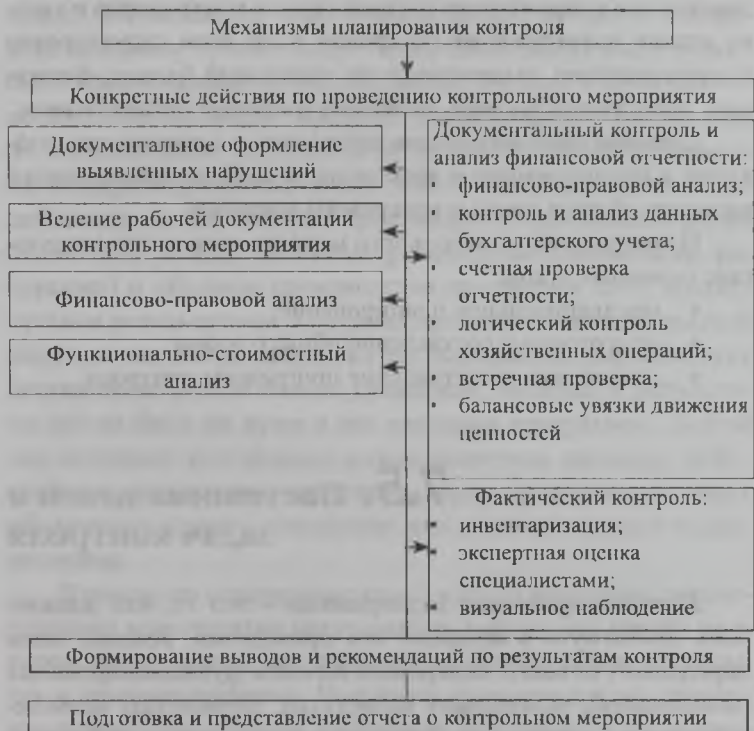 Механизмы планирования контроля
Конкретные действия по проведению контрольного мероприятия
Документальное оформление
выявленных нарушений
Ведение рабочей документации
контрольного мероприятия
Финансово-правовой анализ
Функционально-стоимостный
анализ
Документальный контроль и
анализ финансовой отчетности:
• финансово-правовой анализ;
• контроль и анализ данных
бухгалтерского учета;
• счетная проверка
отчетности;
• логический контроль
хозяйственных операций;
• встречная проверка;
• балансовые увязки движения
ценностей
Фактический контроль:
• инвентаризация;
• экспертная оценка
специалистами;
• визуальное наблюдение
Формирование выводов и рекомендаций по результатам контроля
Подготовка и представление отчета о контрольном мероприятии